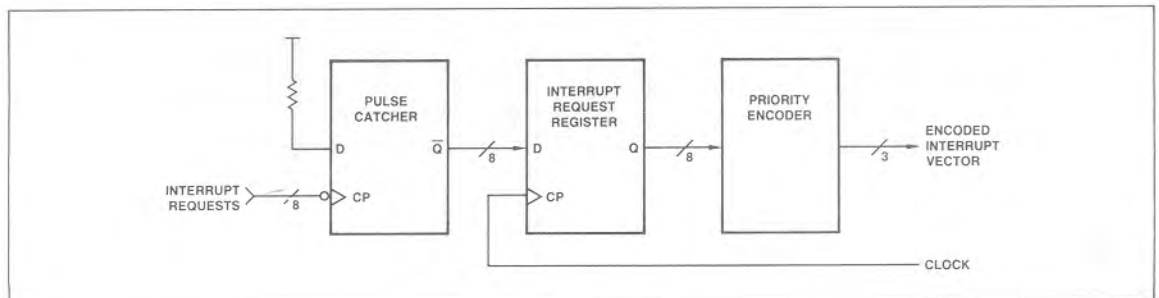 PULSE
CATCHER
D
Q̅
8
CP
INTERRUPT
REQUESTS
8
INTERRUPT
REQUEST
REGISTER
D
Q
8
CP
PRIORITY
ENCODER
3
ENCODED
INTERRUPT
VECTOR
CLOCK